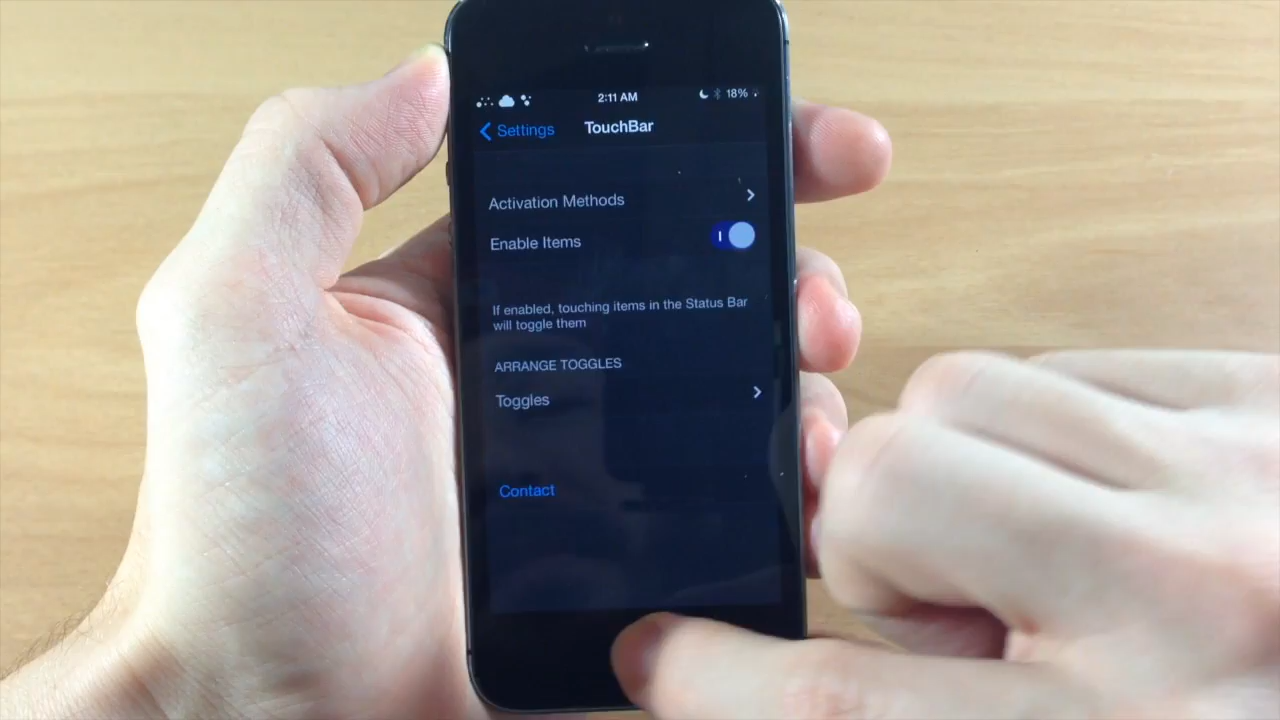 2:11 AM
18%
Settings
TouchBar
Activation Methods
Enable Items
If enabled, touching items in the Status Bar
will toggle them
ARRANGE TOGGLES
Toggles
Contact